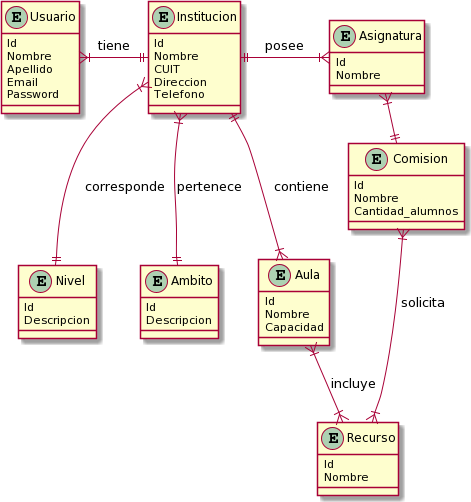 E Usuario
Id
Nombre
Apellido
Email
Password
tiene
E Institucion
Id
Nombre
CUIT
Direccion
Telefono
posee
E Asignatura
Id
Nombre
E Comision
Id
Nombre
Cantidad_alumnos
corresponde
pertenece
contiene
solicita
E Nivel
Id
Descripcion
E Ambito
Id
Descripcion
E Aula
Id
Nombre
Capacidad
incluye
E Recurso
Id
Nombre